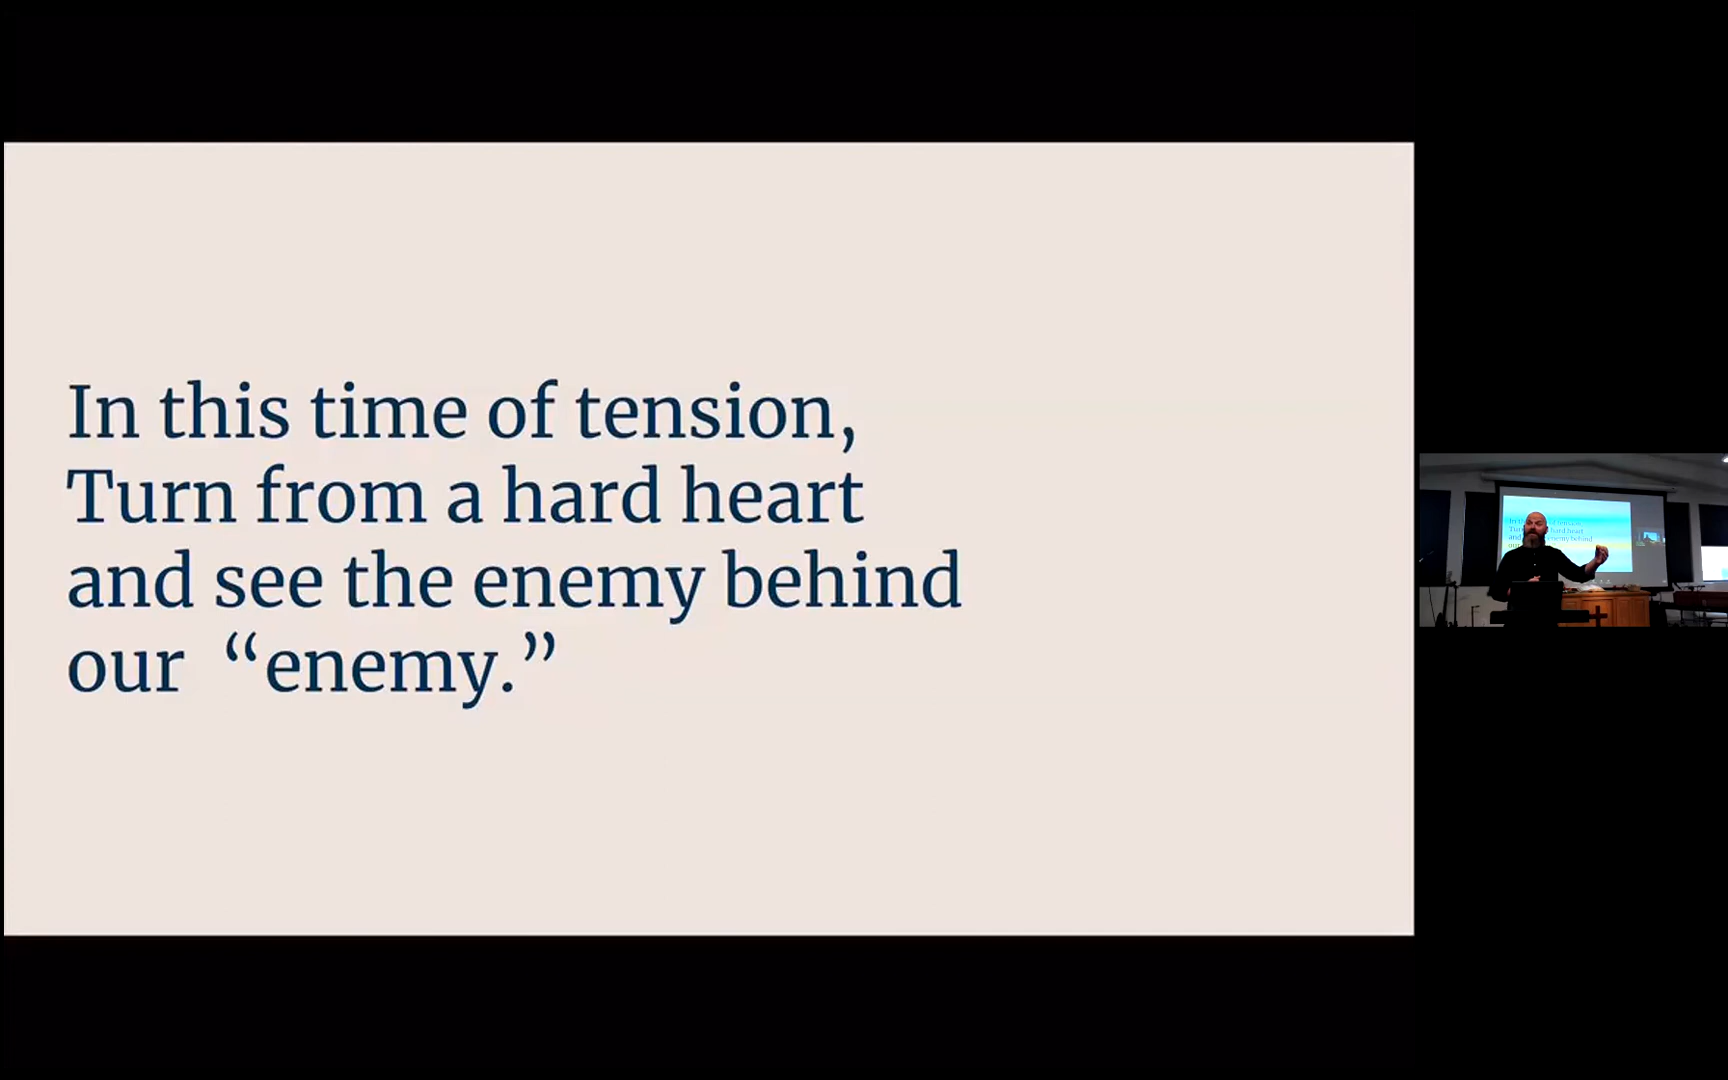 In this time of tension,
Turn from a hard heart
and see the enemy behind
our “enemy.”